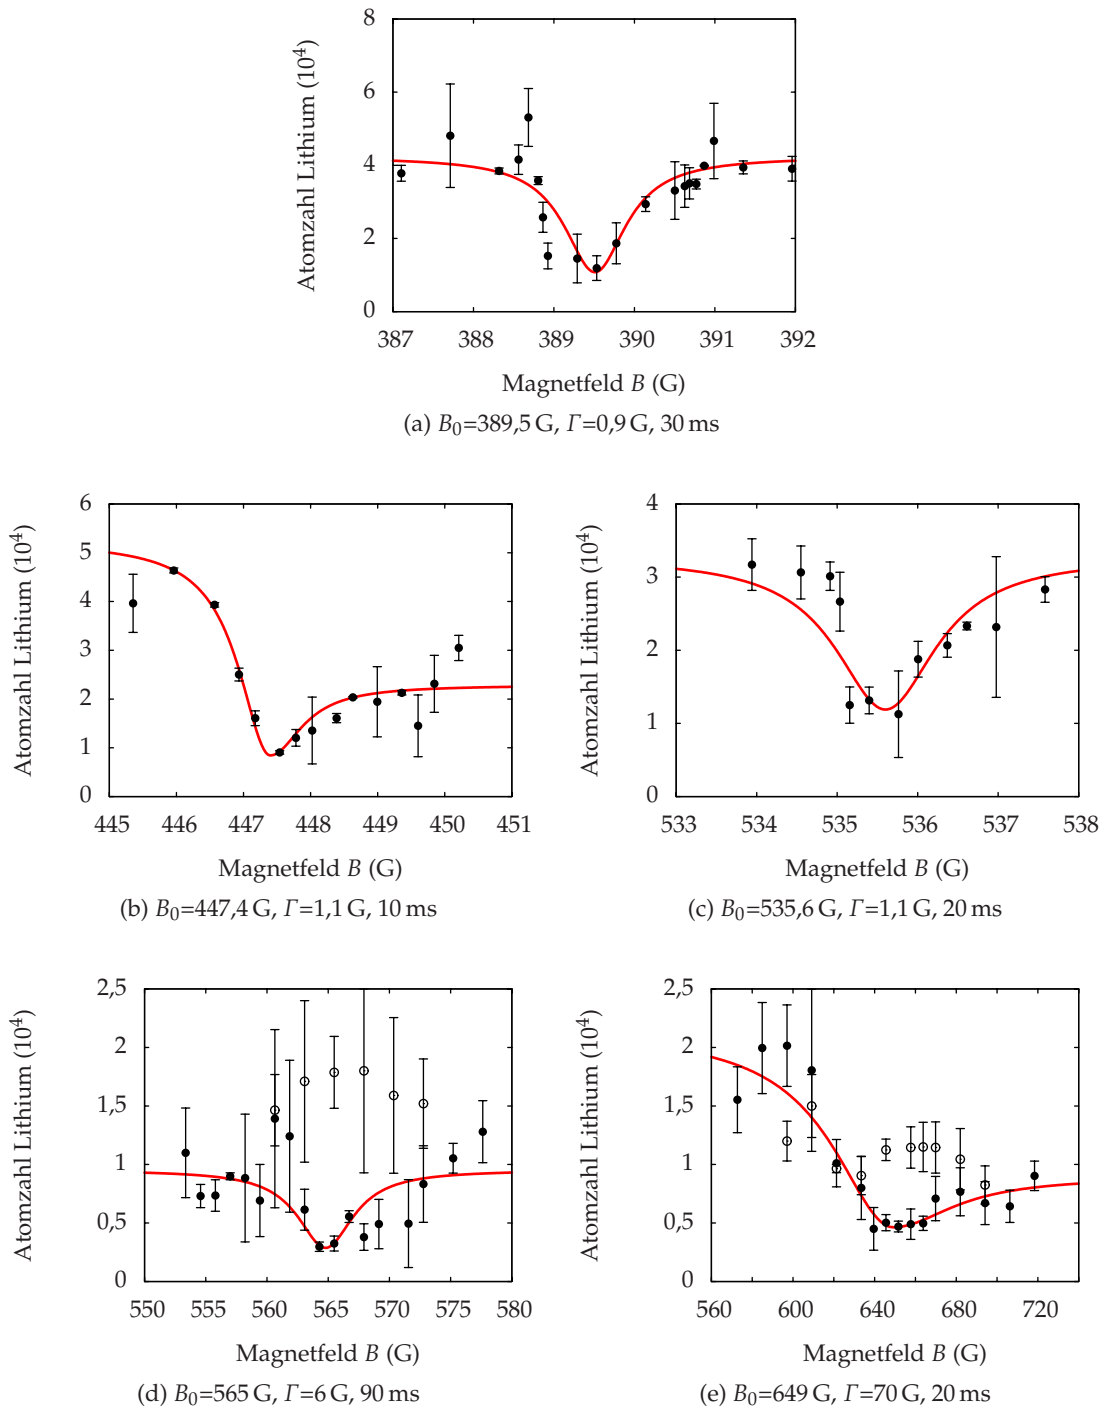 8
6
4
2
0
Atomzahl Lithium (10⁴)
387 388 389 390 391 392
Magnetfeld B (G)
(a) B₀=389,5 G, Γ=0,9 G, 30 ms
6
5
4
3
2
1
0
Atomzahl Lithium (10⁴)
445 446 447 448 449 450 451
Magnetfeld B (G)
(b) B₀=447,4 G, Γ=1,1 G, 10 ms
4
3
2
1
0
Atomzahl Lithium (10⁴)
533 534 535 536 537 538
Magnetfeld B (G)
(c) B₀=535,6 G, Γ=1,1 G, 20 ms
2,5
2
1,5
1
0,5
0
Atomzahl Lithium (10⁴)
550 555 560 565 570 575 580
Magnetfeld B (G)
(d) B₀=565 G, Γ=6 G, 90 ms
2,5
2
1,5
1
0,5
0
Atomzahl Lithium (10⁴)
560 600 640 680 720
Magnetfeld B (G)
(e) B₀=649 G, Γ=70 G, 20 ms